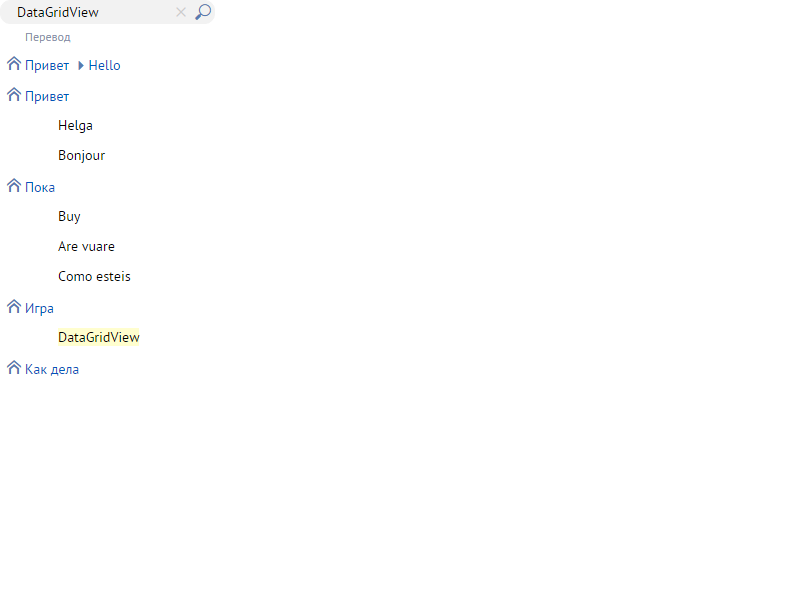 DataGridView
Перевод
Привет Hello
Привет
Helga
Bonjour
Пока
Buy
Are vuare
Como esteis
Игра
DataGridView
Как дела